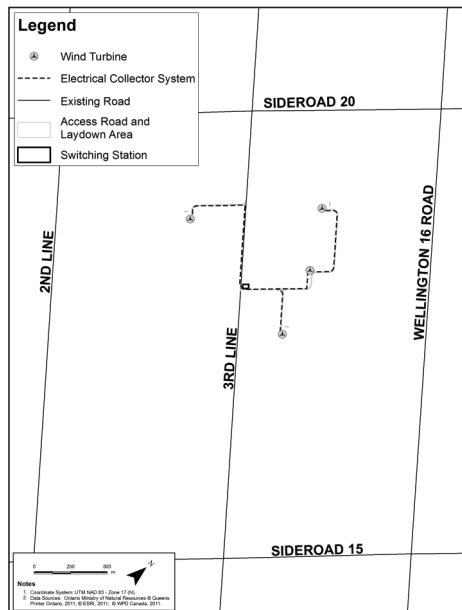 Legend
Wind Turbine
Electrical Collector System
Existing Road
Access Road and
Laydown Area
Switching Station
SIDEROAD 20
2ND LINE
3RD LINE
WELLINGTON 16 ROAD
SIDEROAD 15
0 250 500
m
N
Notes
1. Coordinate System: UTM NAD 83 - Zone 17 (N).
2. Data Sources: Ontario Ministry of Natural Resources © Queens
Printer Ontario, 2011; © ESRI, 2011; © WPD Canada, 2011.